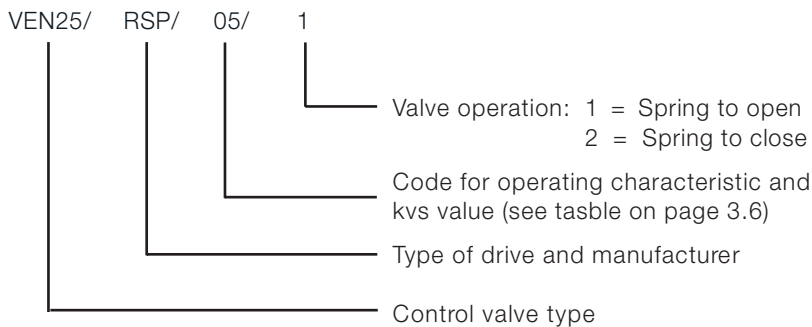 VEN25/ RSP/ 05/ 1
Valve operation: 1 = Spring to open
2 = Spring to close
Code for operating characteristic and
kvs value (see tasble on page 3.6)
Type of drive and manufacturer
Control valve type